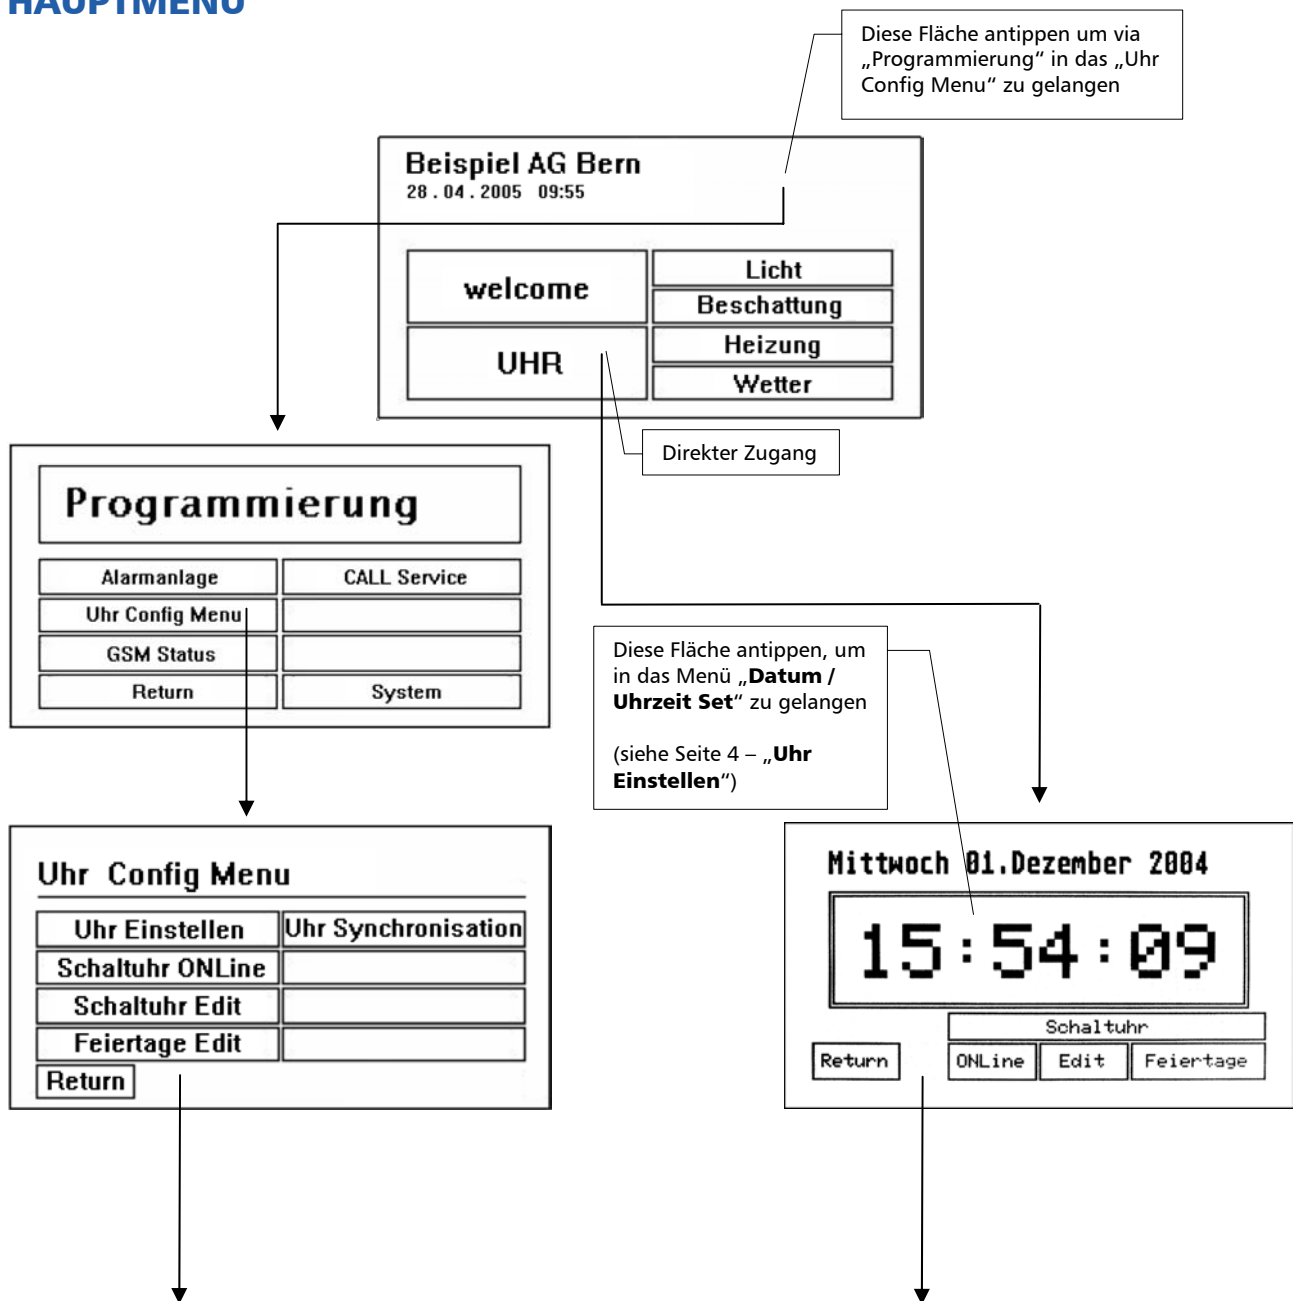 HAUPTMENÜ
Diese Fläche antippen um via
„Programmierung“ in das „Uhr
Config Menu“ zu gelangen
Beispiel AG Bern
28.04.2005 09:55
welcome
UHR
Licht
Beschattung
Heizung
Wetter
Direkter Zugang
Programmierung
Alarmanlage
CALL Service
Uhr Config Menu
GSM Status
Return
System
Diese Fläche antippen, um
in das Menü „Datum /
Uhrzeit Set“ zu gelangen
(siehe Seite 4 – „Uhr
Einstellen“)
Uhr Config Menu
Uhr Einstellen
Uhr Synchronisation
Schaltuhr ONLine
Schaltuhr Edit
Feiertage Edit
Return
Mittwoch 01.Dezember 2004
15:54:09
Schaltuhr
Return
ONLine
Edit
Feiertage